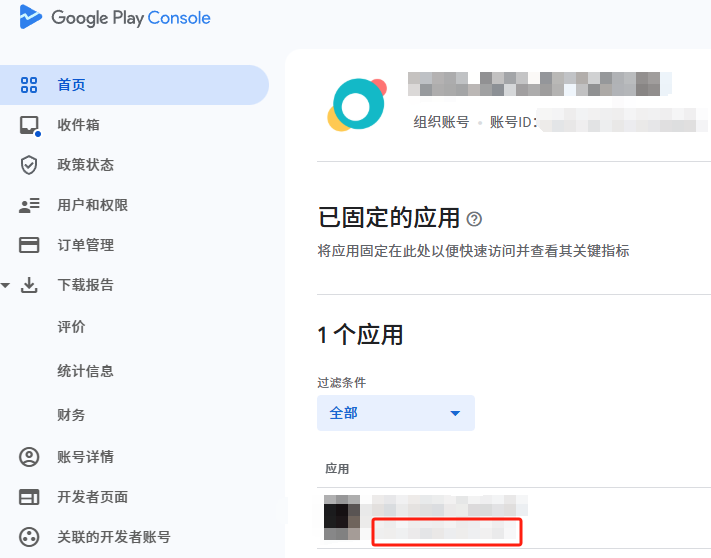 Google Play Console
首页
收件箱
政策状态
用户和权限
订单管理
下载报告
评价
统计信息
财务
账号详情
开发者页面
关联的开发者账号
组织账号 • 账号ID:
已固定的应用
将应用固定在此处以便快速访问并查看其关键指标
1 个应用
过滤条件
全部
应用